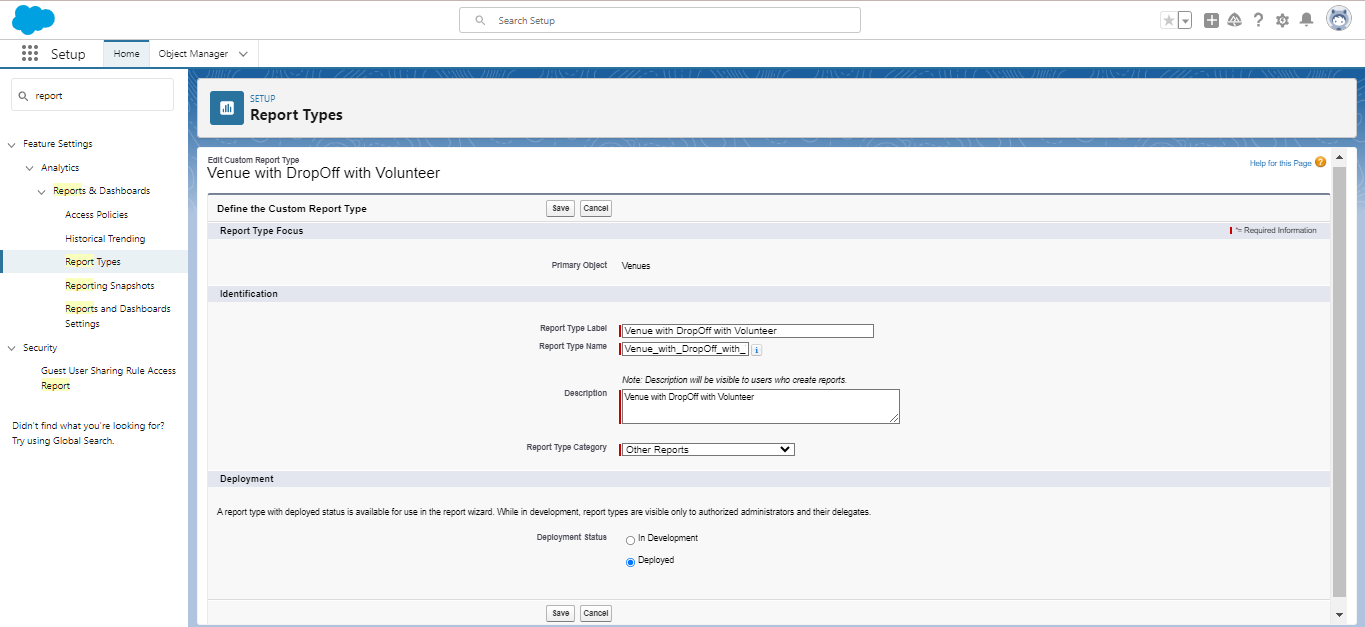 Search Setup
Setup
Home
Object Manager
report
Feature Settings
Analytics
Reports & Dashboards
Access Policies
Historical Trending
Report Types
Reporting Snapshots
Reports and Dashboards
Settings
Security
Guest User Sharing Rule Access
Report
Didn't find what you're looking for?
Try using Global Search.
SETUP
Report Types
Edit Custom Report Type
Venue with DropOff with Volunteer
Help for this Page ?
Define the Custom Report Type
Save Cancel
Report Type Focus
= Required Information
Primary Object Venues
Identification
Report Type Label Venue with DropOff with Volunteer
Report Type Name Venue_with_DropOff_with_ i
Note: Description will be visible to users who create reports.
Description Venue with DropOff with Volunteer
Report Type Category Other Reports
Deployment
A report type with deployed status is available for use in the report wizard. While in development, report types are visible only to authorized administrators and their delegates.
Deployment Status In Development
Deployed
Save Cancel